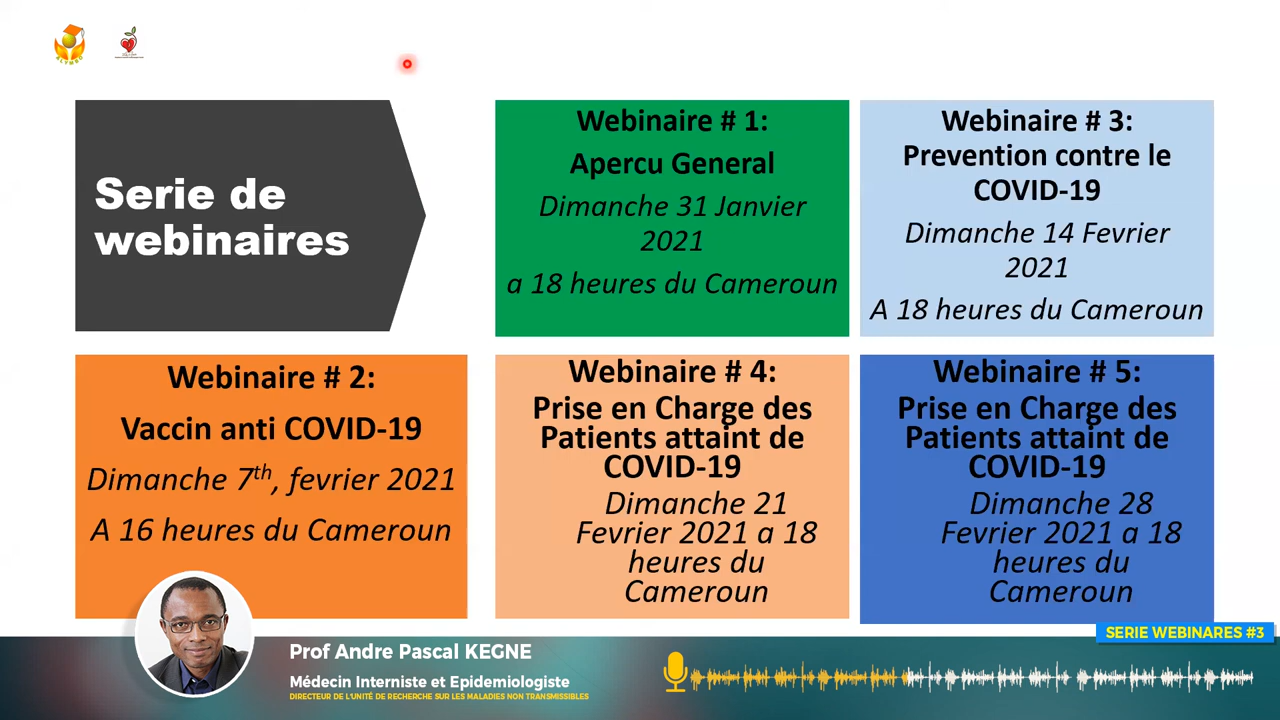 ALYMPO
Serie de
webinaires
Webinaire # 1:
Apercu General
Dimanche 31 Janvier
2021
a 18 heures du Cameroun
Webinaire # 3:
Prevention contre le
COVID-19
Dimanche 14 Fevrier
2021
A 18 heures du Cameroun
Webinaire # 2:
Vaccin anti COVID-19
Dimanche 7th, fevrier 2021
A 16 heures du Cameroun
Webinaire # 4:
Prise en Charge des
Patients attaint de
COVID-19
Dimanche 21
Fevrier 2021 a 18
heures du
Cameroun
Webinaire # 5:
Prise en Charge des
Patients attaint de
COVID-19
Dimanche 28
Fevrier 2021 a 18
heures du
Cameroun
SERIE WEBINARES #3
Prof Andre Pascal KEGNE
Médecin Interniste et Epidemiologiste
DIRECTEUR DE L'UNITÉ DE RECHERCHE SUR LES MALADIES NON TRANSMISSIBLES